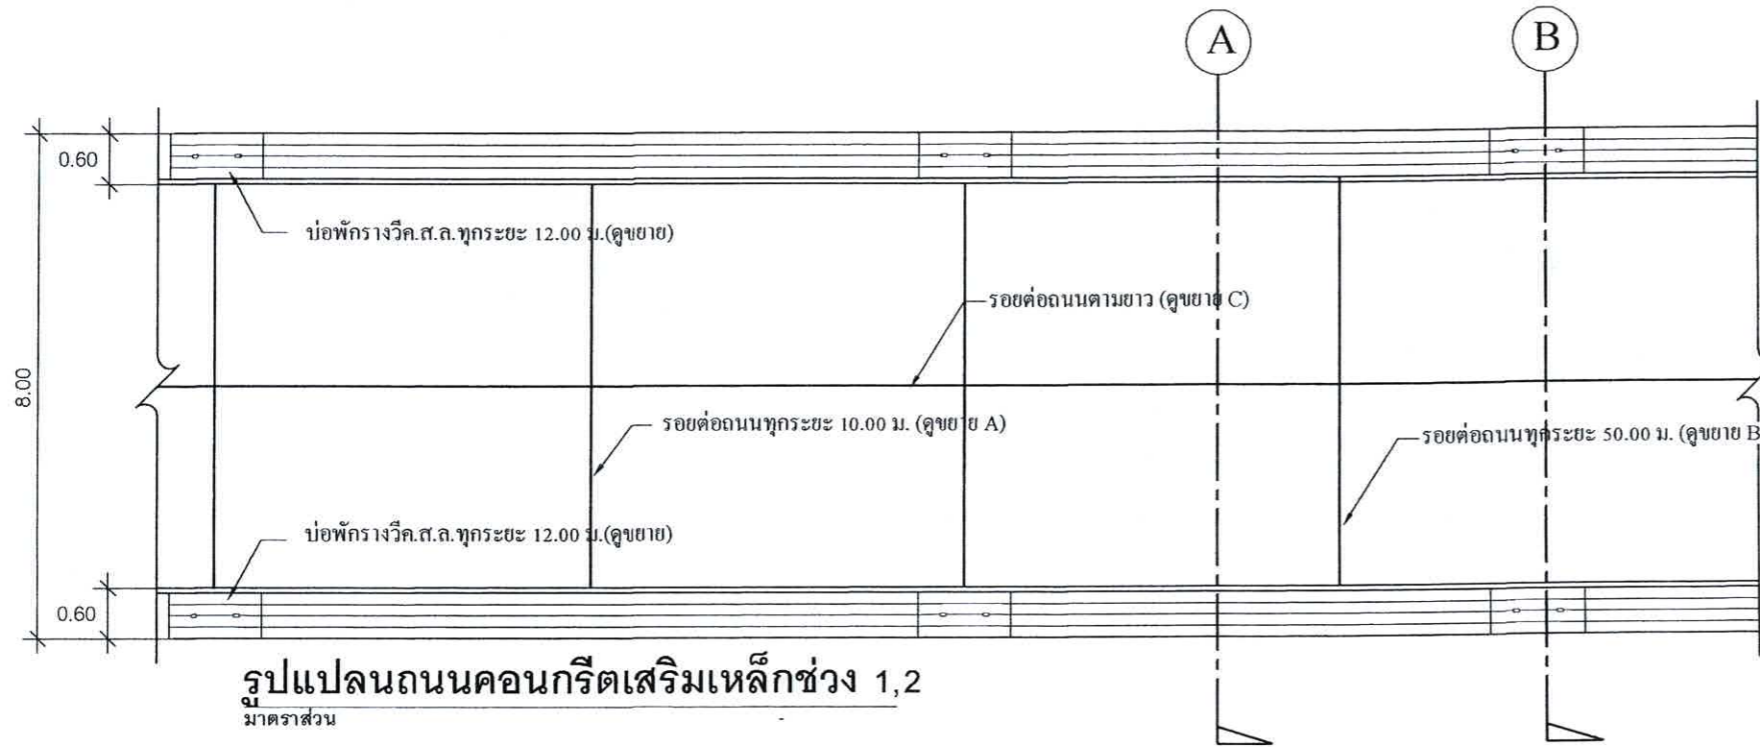 A
B
0.60
บ่อพักรางวีค.ส.ล.ทุกระยะ 12.00 ม.(ดูขยาย)
รอยต่อถนนตามยาว (ดูขยาย C)
8.00
รอยต่อถนนทุกระยะ 10.00 ม. (ดูขยาย A)
รอยต่อถนนทุกระยะ 50.00 ม. (ดูขยาย B
บ่อพักรางวีค.ส.ล.ทุกระยะ 12.00 ม.(ดูขยาย)
0.60
รูปแปลนถนนคอนกรีตเสริมเหล็กช่วง 1,2
มาตราส่วน -